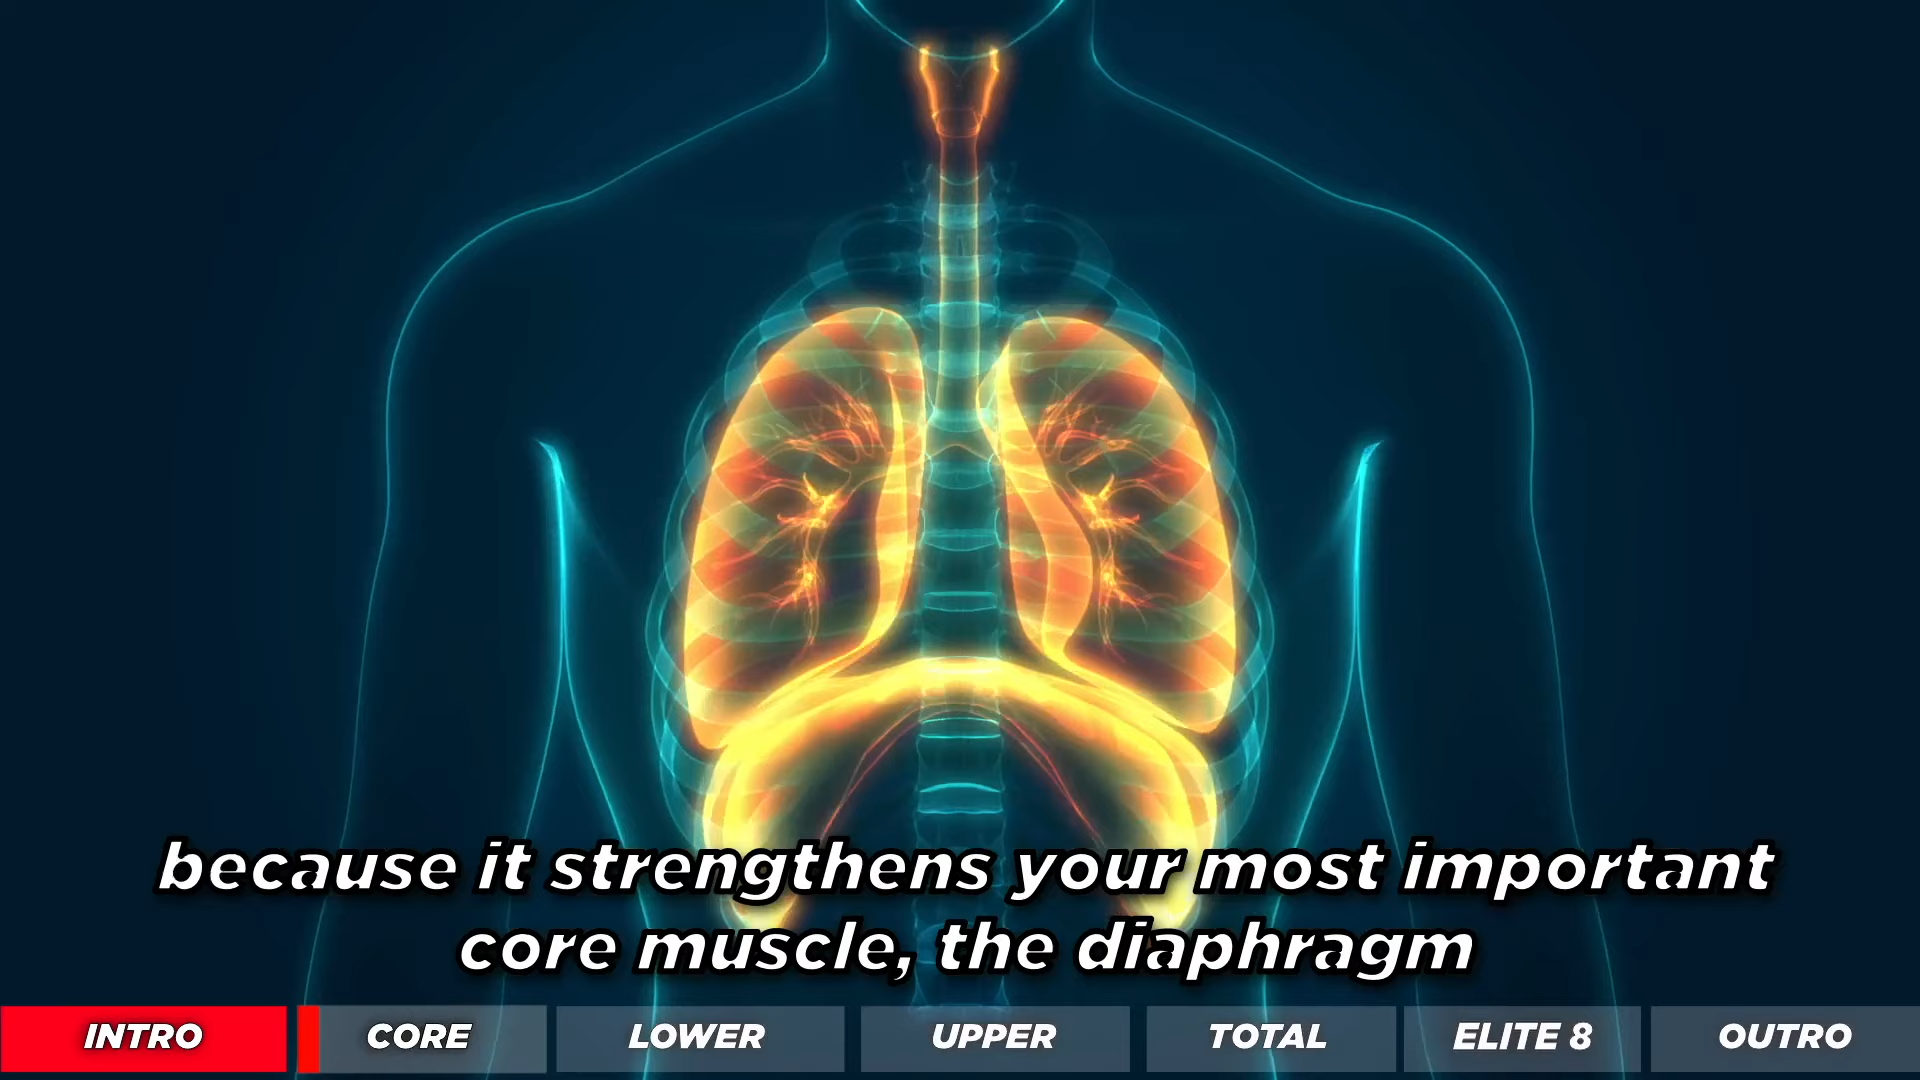 because it strengthens your most important
core muscle, the diaphragm
INTRO CORE LOWER UPPER TOTAL ELITE 8 OUTRO